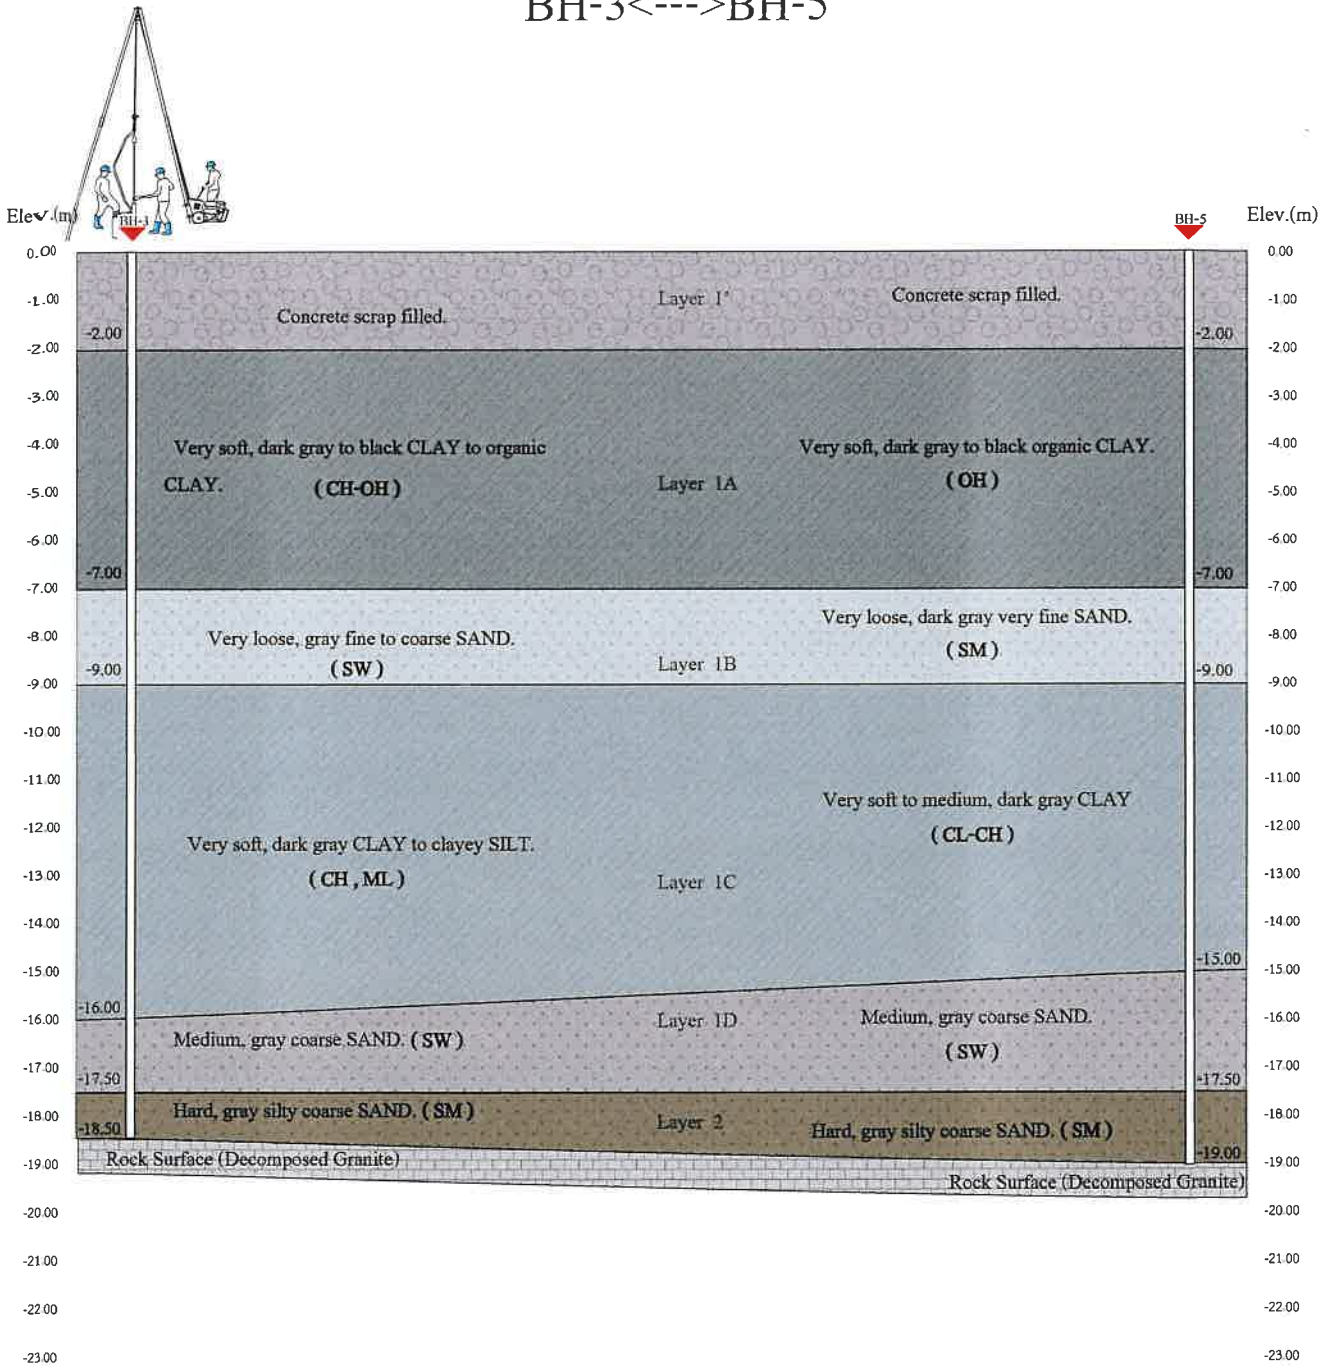 BH-3<--->BH-5
Elev.(m)
BH-3
BH-5
Elev.(m)
0.00
0.00
-1.00
Concrete scrap filled.
Layer 1'
Concrete scrap filled.
-1.00
-2.00
-2.00
-2.00
-2.00
-3.00
-3.00
-4.00
Very soft, dark gray to black CLAY to organic
CLAY. (CH-OH)
Very soft, dark gray to black organic CLAY.
(OH)
-4.00
-5.00
Layer 1A
-5.00
-6.00
-6.00
-7.00
-7.00
-7.00
-7.00
-8.00
Very loose, gray fine to coarse SAND.
(SW)
Very loose, dark gray very fine SAND.
(SM)
-8.00
Layer 1B
-9.00
-9.00
-9.00
-9.00
-10.00
-10.00
-11.00
-11.00
-12.00
Very soft, dark gray CLAY to clayey SILT.
(CH , ML)
Very soft to medium, dark gray CLAY
(CL-CH)
-12.00
-13.00
Layer 1C
-13.00
-14.00
-14.00
-15.00
-15.00
-15.00
-16.00
-16.00
Layer 1D
-16.00
Medium, gray coarse SAND. (SW)
Medium, gray coarse SAND.
(SW)
-17.00
-17.00
-17.50
-17.50
-18.00
Hard, gray silty coarse SAND. (SM)
Layer 2
Hard, gray silty coarse SAND. (SM)
-18.00
-18.50
-19.00
-19.00
Rock Surface (Decomposed Granite)
Rock Surface (Decomposed Granite)
-19.00
-20.00
-20.00
-21.00
-21.00
-22.00
-22.00
-23.00
-23.00